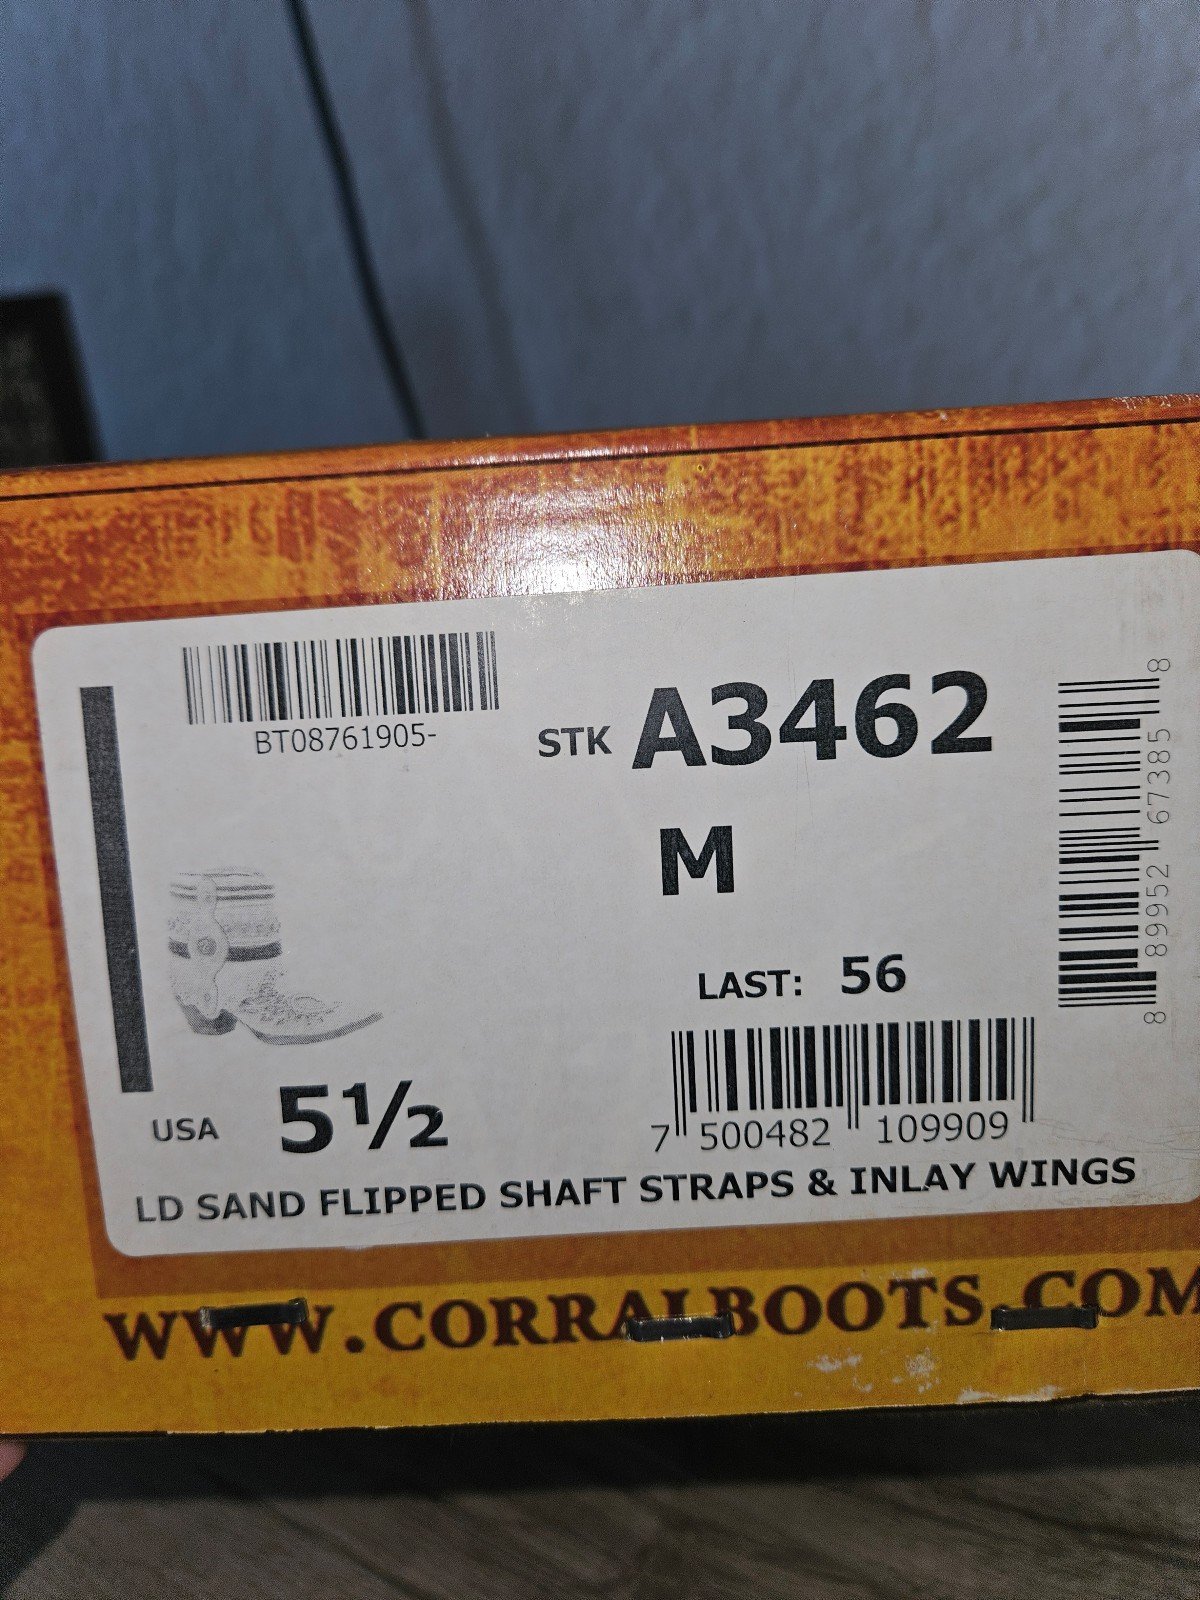 BT08761905-
STK A3462
M
LAST: 56
USA 5½
7 500482 109909
8 89952 67385 8
LD SAND FLIPPED SHAFT STRAPS & INLAY WINGS
WWW.CORRALBOOTS.COM